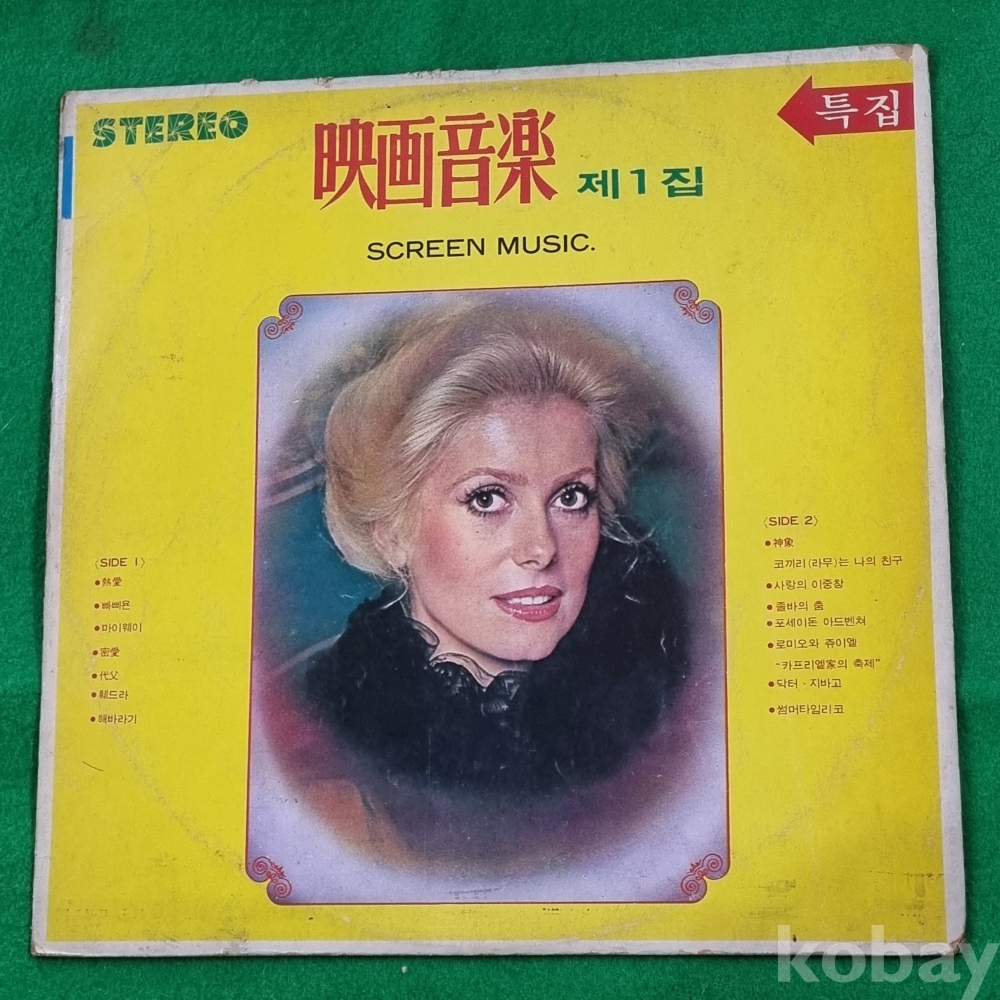 STEREO
特집
映画音楽 제1집
SCREEN MUSIC.
〈SIDE 1〉
●熱愛
●빠삐욘
●마이웨이
●密愛
●代父
●훼드라
●해바라기
〈SIDE 2〉
●神象
코끼리(라무)는 나의 친구
●사랑의 이중창
●졸바의 춤
●포세이돈 아드벤쳐
●로미오와 쥬이엘
"카프리엘家의 축제"
●닥터·지바고
●썸머타임리코
kobay